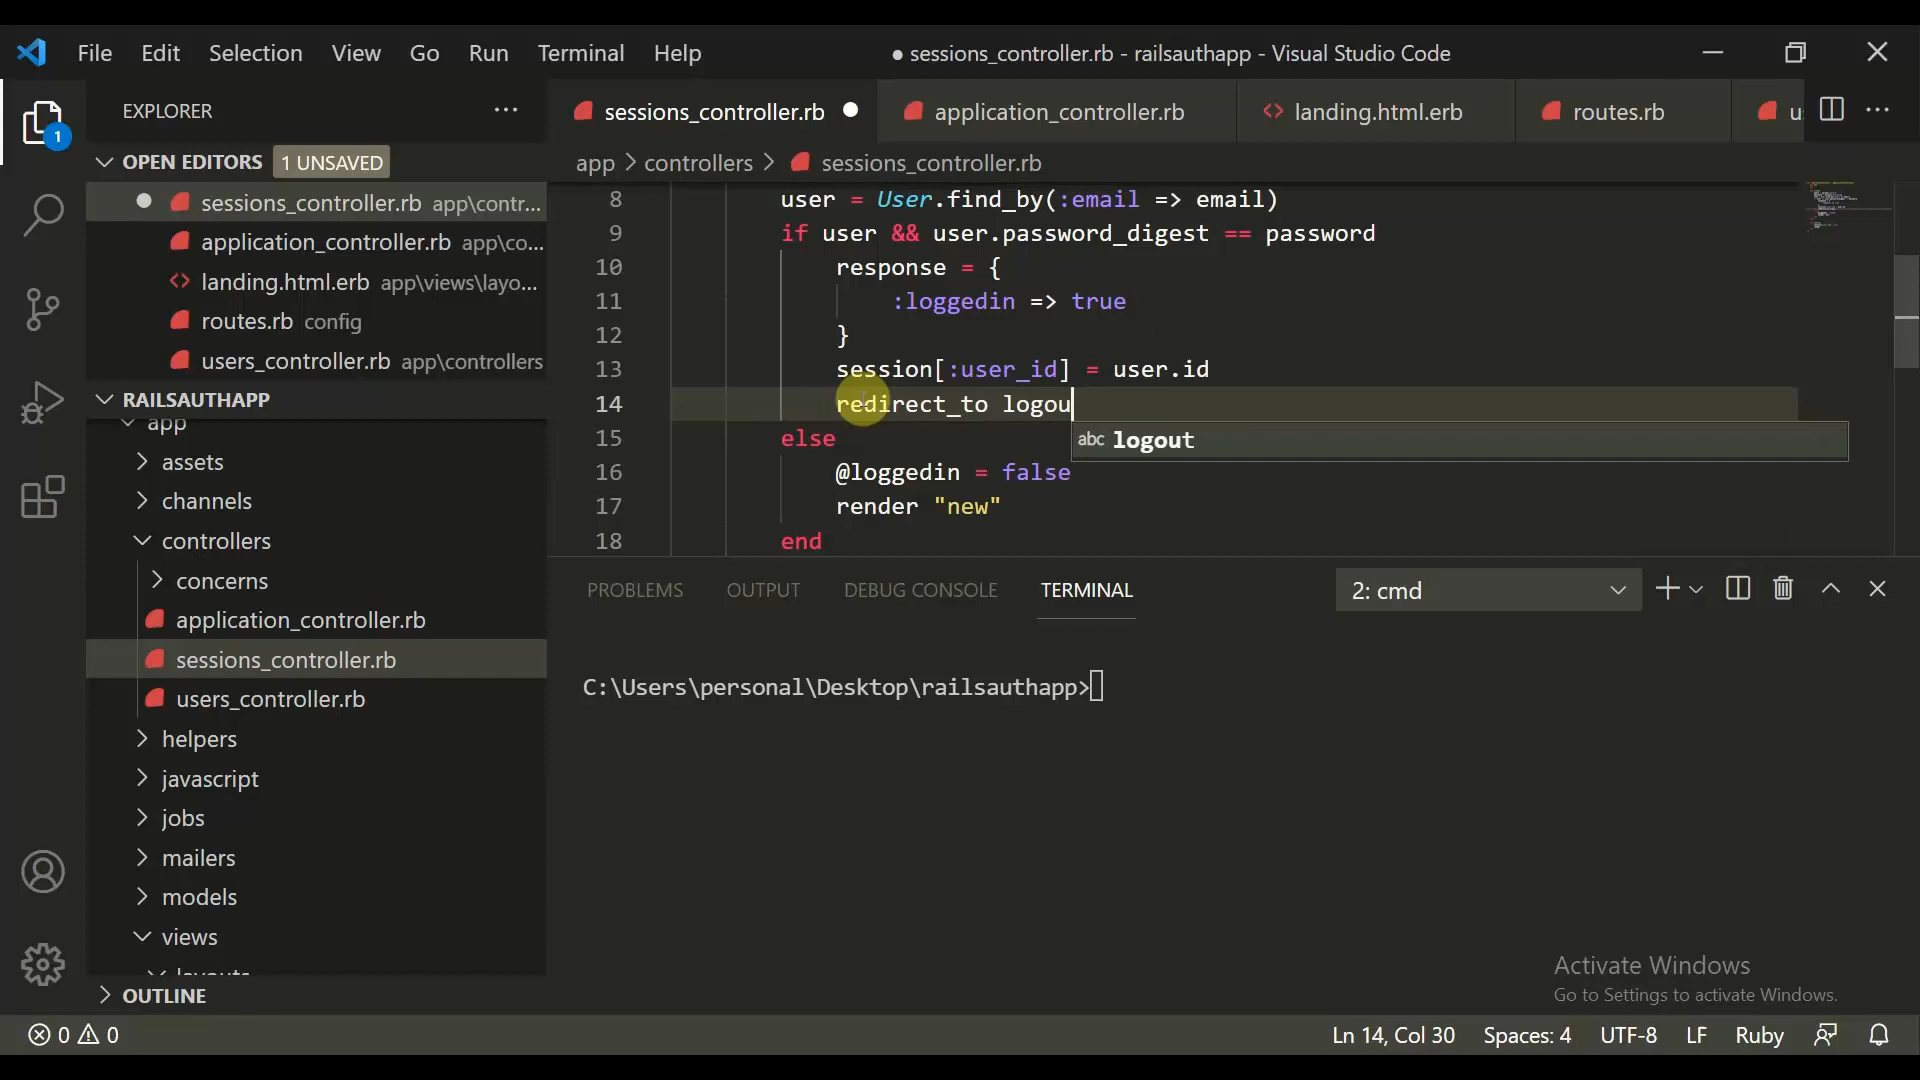 File Edit Selection View Go Run Terminal Help
● sessions_controller.rb - railsauthapp - Visual Studio Code
EXPLORER
sessions_controller.rb
application_controller.rb
landing.html.erb
routes.rb
u
OPEN EDITORS 1 UNSAVED
app > controllers > sessions_controller.rb
sessions_controller.rb app\contr...
application_controller.rb app\co...
landing.html.erb app\views\layo...
routes.rb config
users_controller.rb app\controllers
RAILSAUTHAPP
app
assets
channels
controllers
concerns
application_controller.rb
sessions_controller.rb
users_controller.rb
helpers
javascript
jobs
mailers
models
views
layouts
OUTLINE
1
8 user = User.find_by(:email => email)
9 if user && user.password_digest == password
10 response = {
11 :loggedin => true
12 }
13 session[:user_id] = user.id
14 redirect_to logou
abc logout
15 else
16 @loggedin = false
17 render "new"
18 end
PROBLEMS OUTPUT DEBUG CONSOLE TERMINAL
2: cmd
C:\Users\personal\Desktop\railsauthapp>
Activate Windows
Go to Settings to activate Windows.
0 0
Ln 14, Col 30 Spaces: 4 UTF-8 LF Ruby